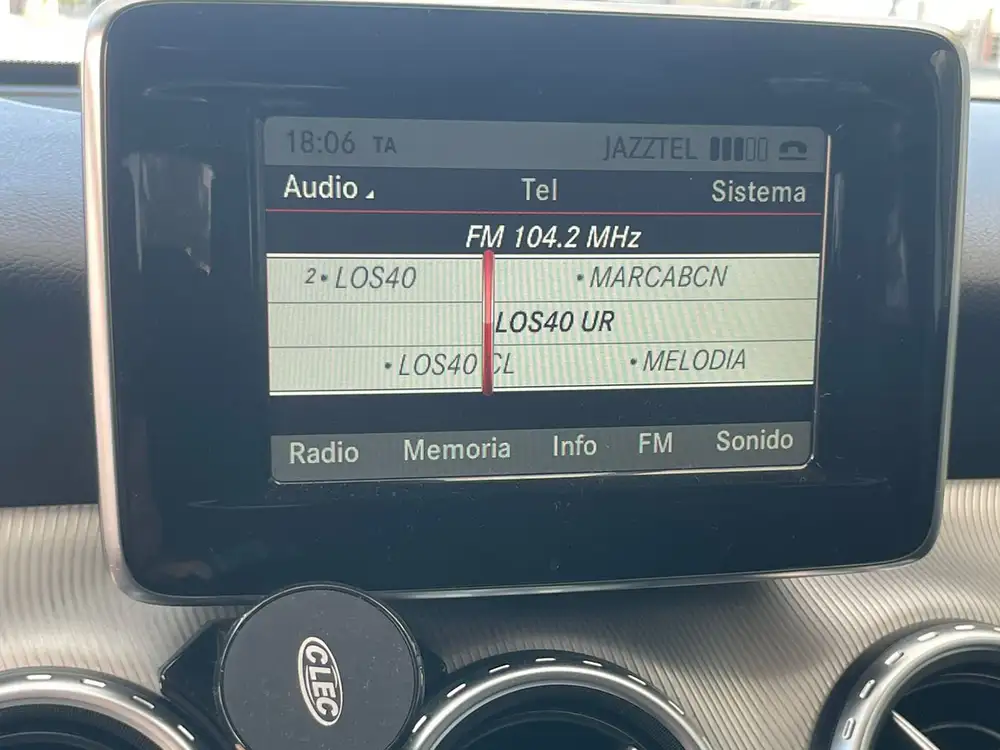 18:06 TA JAZZTEL
Audio Tel Sistema
FM 104.2 MHz
2• LOS40 • MARCABCN
LOS40 UR
• LOS40 CL • MELODIA
Radio Memoria Info FM Sonido
CLEC